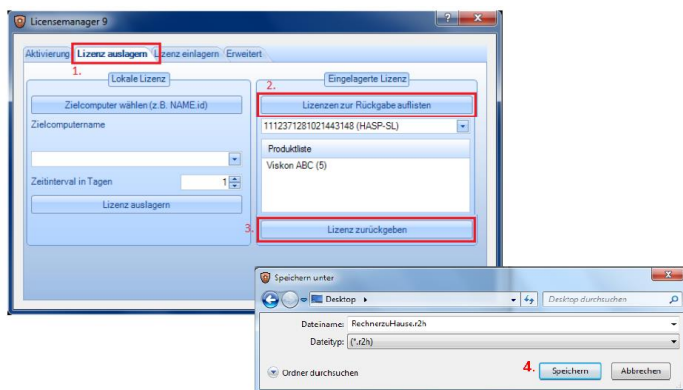 Licensemanager 9
Aktivierung Lizenz auslagern Lizenz einlagern Erweitert
1.
Lokale Lizenz
Zielcomputer wählen (z.B. NAME.id)
Zielcomputername
Zeitinterval in Tagen 1
Lizenz auslagern
Eingelagerte Lizenz
2.
Lizenzen zur Rückgabe auflisten
1112371281021443148 (HASP-SL)
Produktliste
Viskon ABC (5)
3.
Lizenz zurückgeben
Speichern unter
Desktop
Desktop durchsuchen
Dateiname: RechnerzuHause.r2h
Dateityp: (*.r2h)
Ordner durchsuchen
4. Speichern Abbrechen